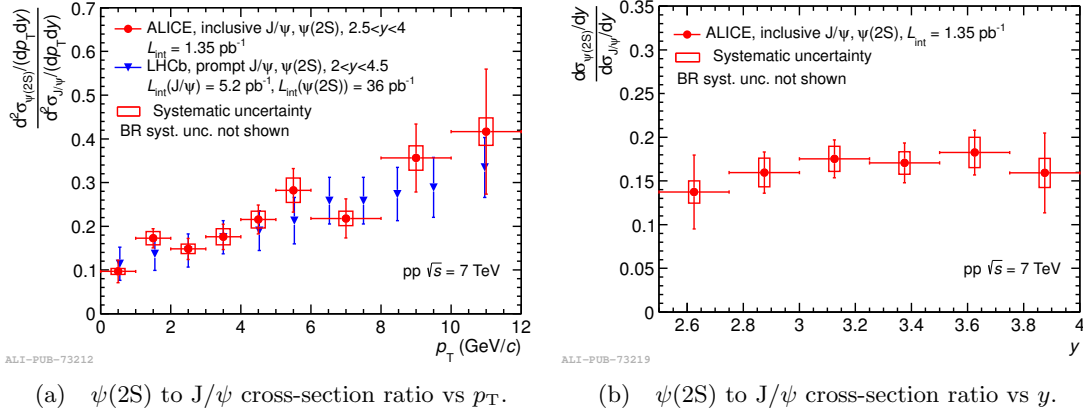 d²σψ(2S)/(dpTdy)
d²σJ/ψ/(dpTdy)
ALICE, inclusive J/ψ, ψ(2S), 2.5<y<4
Lint = 1.35 pb⁻¹
LHCb, prompt J/ψ, ψ(2S), 2<y<4.5
Lint(J/ψ) = 5.2 pb⁻¹, Lint(ψ(2S)) = 36 pb⁻¹
Systematic uncertainty
BR syst. unc. not shown
0.6
0.5
0.4
0.3
0.2
0.1
0
pp √s = 7 TeV
0 2 4 6 8 10 12
pT (GeV/c)
ALI-PUB-73212
(a) ψ(2S) to J/ψ cross-section ratio vs pT.
dσψ(2S)/dy
dσJ/ψ/dy
ALICE, inclusive J/ψ, ψ(2S), Lint = 1.35 pb⁻¹
Systematic uncertainty
BR syst. unc. not shown
0.35
0.3
0.25
0.2
0.15
0.1
0.05
0
pp √s = 7 TeV
2.6 2.8 3 3.2 3.4 3.6 3.8 4
y
ALI-PUB-73219
(b) ψ(2S) to J/ψ cross-section ratio vs y.